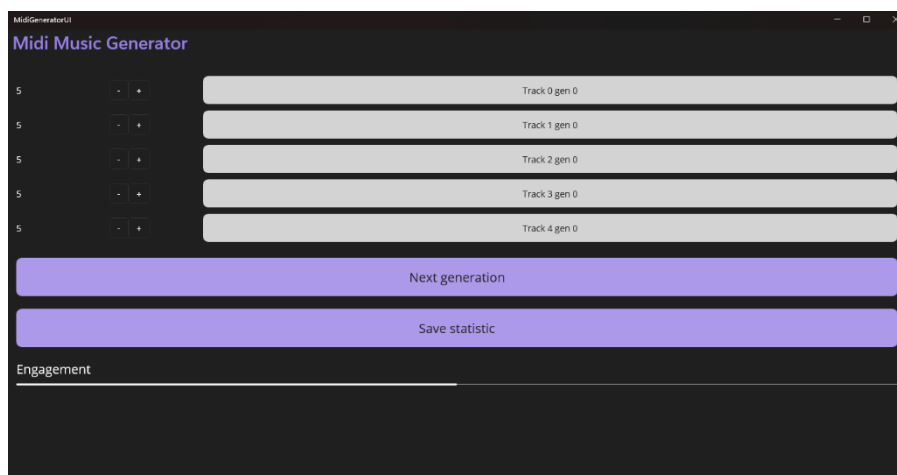 MidiGeneratorUI
Midi Music Generator
5 - + Track 0 gen 0
5 - + Track 1 gen 0
5 - + Track 2 gen 0
5 - + Track 3 gen 0
5 - + Track 4 gen 0
Next generation
Save statistic
Engagement